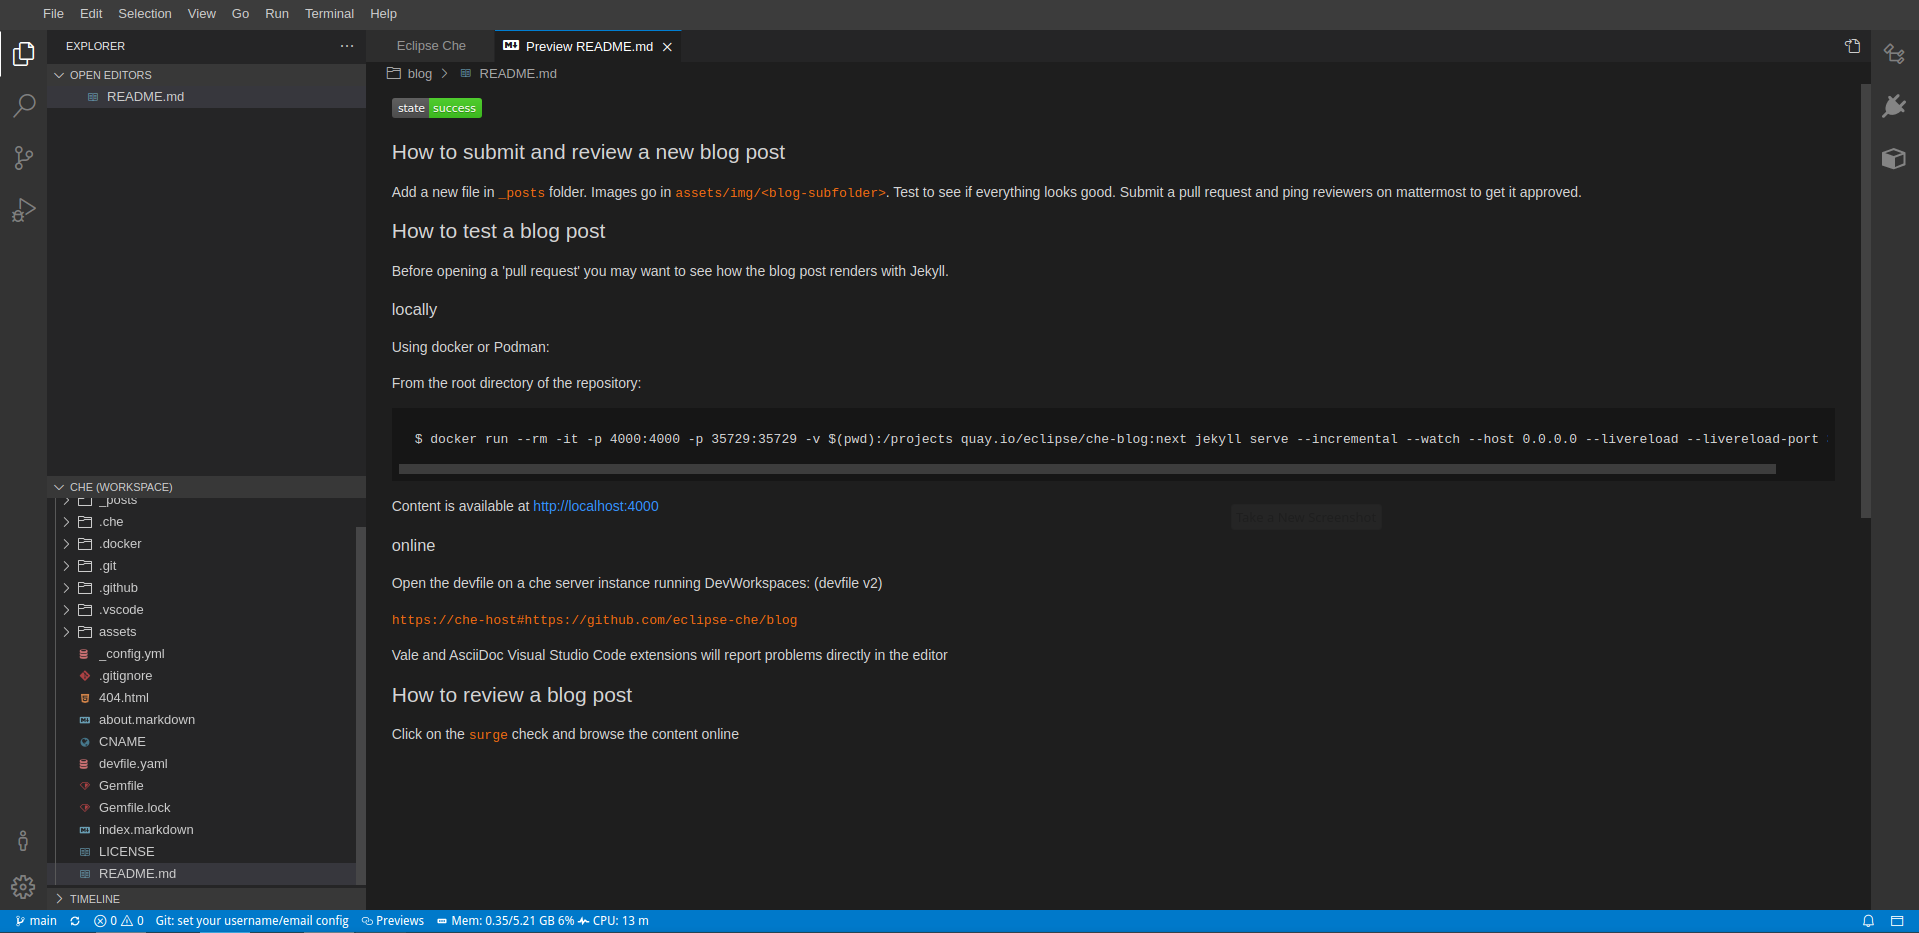 File Edit Selection View Go Run Terminal Help
EXPLORER
Eclipse Che
Preview README.md
OPEN EDITORS
README.md
blog
README.md
state success
How to submit and review a new blog post
Add a new file in _posts folder. Images go in assets/img/<blog-subfolder>. Test to see if everything looks good. Submit a pull request and ping reviewers on mattermost to get it approved.
How to test a blog post
Before opening a 'pull request' you may want to see how the blog post renders with Jekyll.
locally
Using docker or Podman:
From the root directory of the repository:
$ docker run --rm -it -p 4000:4000 -p 35729:35729 -v $(pwd):/projects quay.io/eclipse/che-blog:next jekyll serve --incremental --watch --host 0.0.0.0 --livereload --livereload-port
Content is available at http://localhost:4000
Take a New Screenshot
online
Open the devfile on a che server instance running DevWorkspaces: (devfile v2)
https://che-host#https://github.com/eclipse-che/blog
Vale and AsciiDoc Visual Studio Code extensions will report problems directly in the editor
How to review a blog post
Click on the surge check and browse the content online
CHE (WORKSPACE)
_posts
.che
.docker
.git
.github
.vscode
assets
_config.yml
.gitignore
404.html
about.markdown
CNAME
devfile.yaml
Gemfile
Gemfile.lock
index.markdown
LICENSE
README.md
TIMELINE
main 0 0 Git: set your username/email config Previews Mem: 0.35/5.21 GB 6% CPU: 13 m